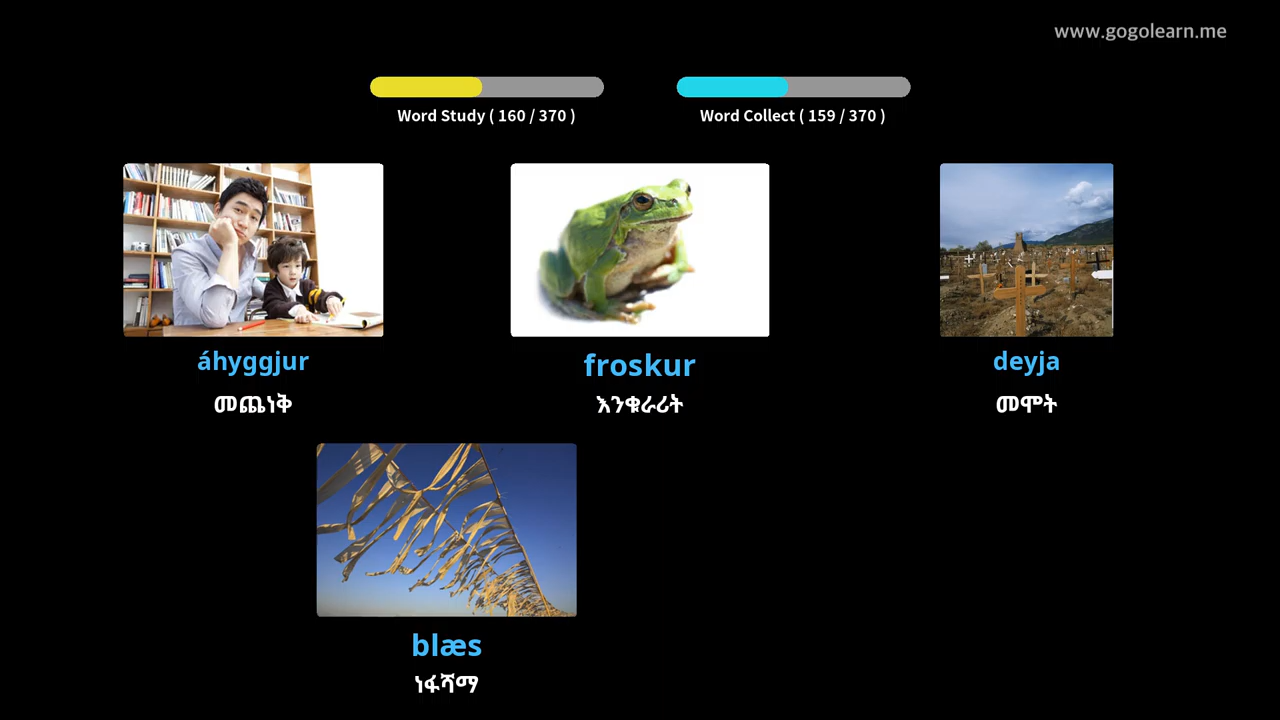 www.gogolearn.me
Word Study ( 160 / 370 )
Word Collect ( 159 / 370 )
áhyggjur
መጨነቅ
froskur
እንቁራሪት
deyja
መሞት
blæs
ነፋሻማ